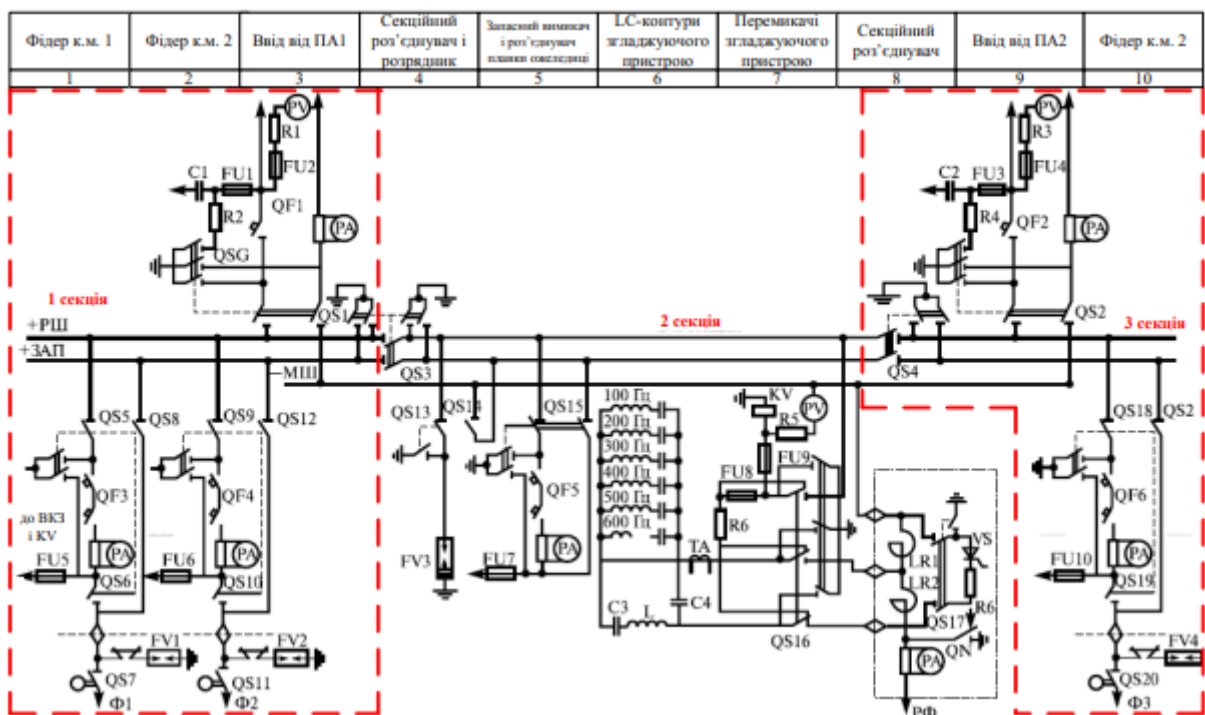 Фідер к.м. 1
Фідер к.м. 2
Ввід від ПА1
Секційний
роз’єднувач і
розрядник
Запасний вимикач
і роз’єднувач
плавки ожеледиці
LC-контури
згладжуючого
пристрою
Перемикачі
згладжуючого
пристрою
Секційний
роз’єднувач
Ввід від ПА2
Фідер к.м. 2
1 2 3 4 5 6 7 8 9 10
PV
R1
FU2
C1
FU1
R2
QF1
PA
QSG
PV
R3
FU4
C2
FU3
R4
QF2
PA
1 секція
QS1
2 секція
QS2
3 секція
+РШ
+ЗАП
QS3
QS4
МШ
QS5
QS8
QS9
QS12
QS13
QS14
QS15
100 Гц
200 Гц
300 Гц
400 Гц
500 Гц
600 Гц
KV
R5
PV
QS18
QS2
QF3
QF4
QF5
FU8
FU9
QF6
до ВКЗ
і KV
FU5
PA
FU6
PA
FV3
FU7
PA
R6
TA
LR1
LR2
VS
R6
FU10
PA
QS6
QS10
C3
L
C4
QS16
QS17
QN
QS19
FV1
FV2
PA
FV4
QS7
QS11
QS20
Ф1
Ф2
РФ
Ф3